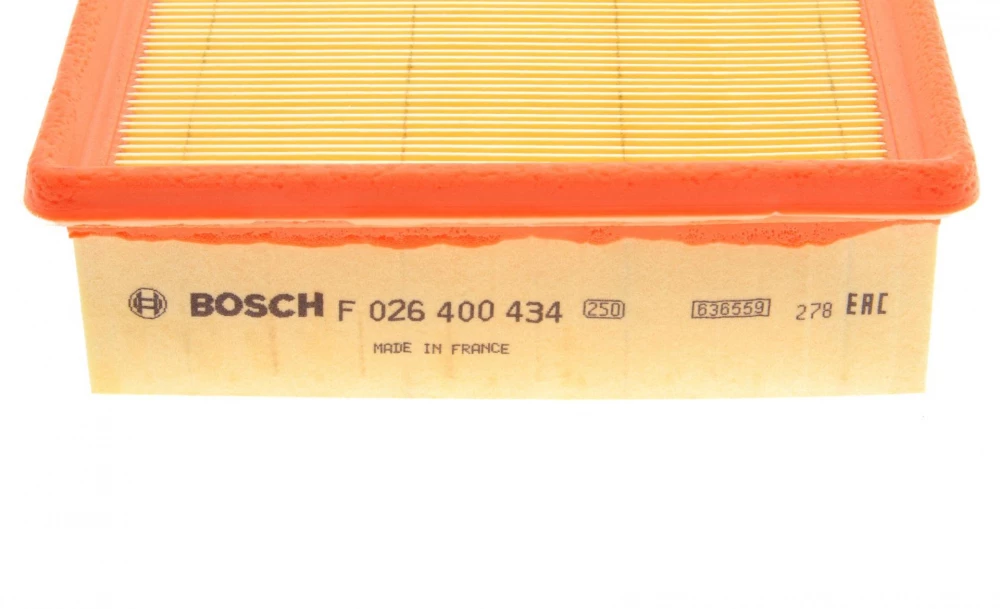 BOSCH F 026 400 434 250 636559 278 EAC
MADE IN FRANCE